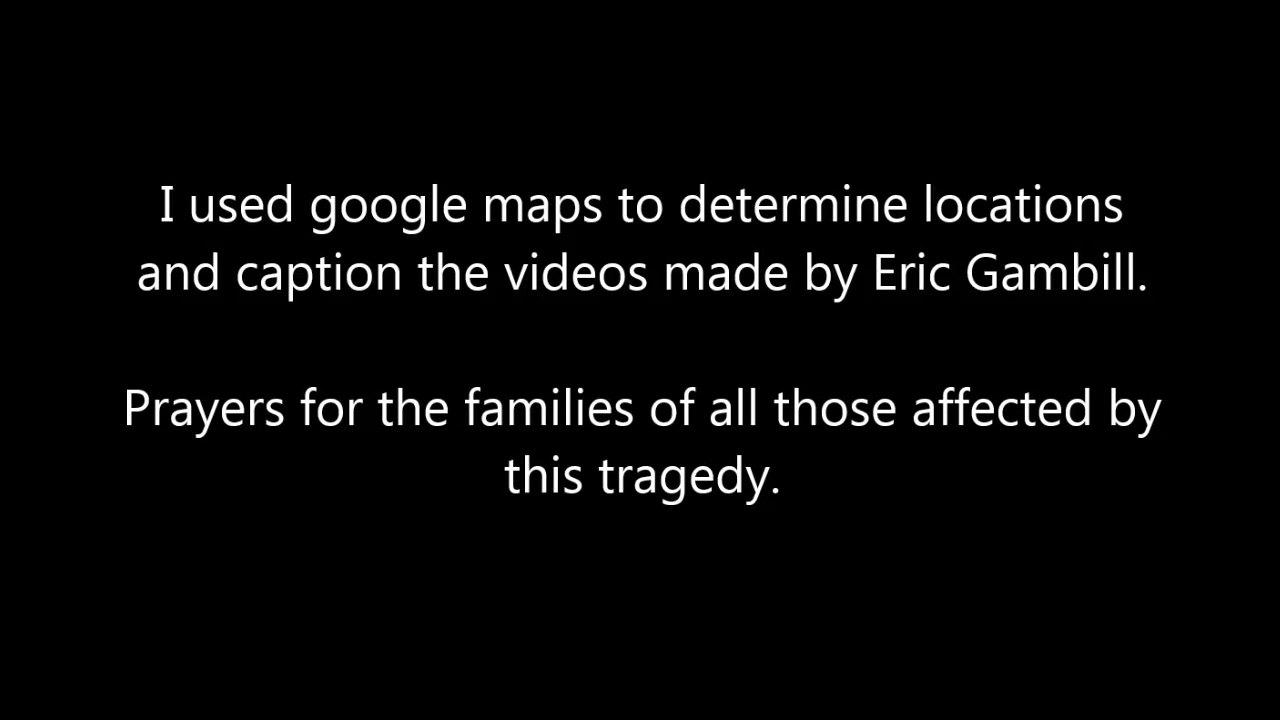 I used google maps to determine locations
and caption the videos made by Eric Gambill.
Prayers for the families of all those affected by
this tragedy.